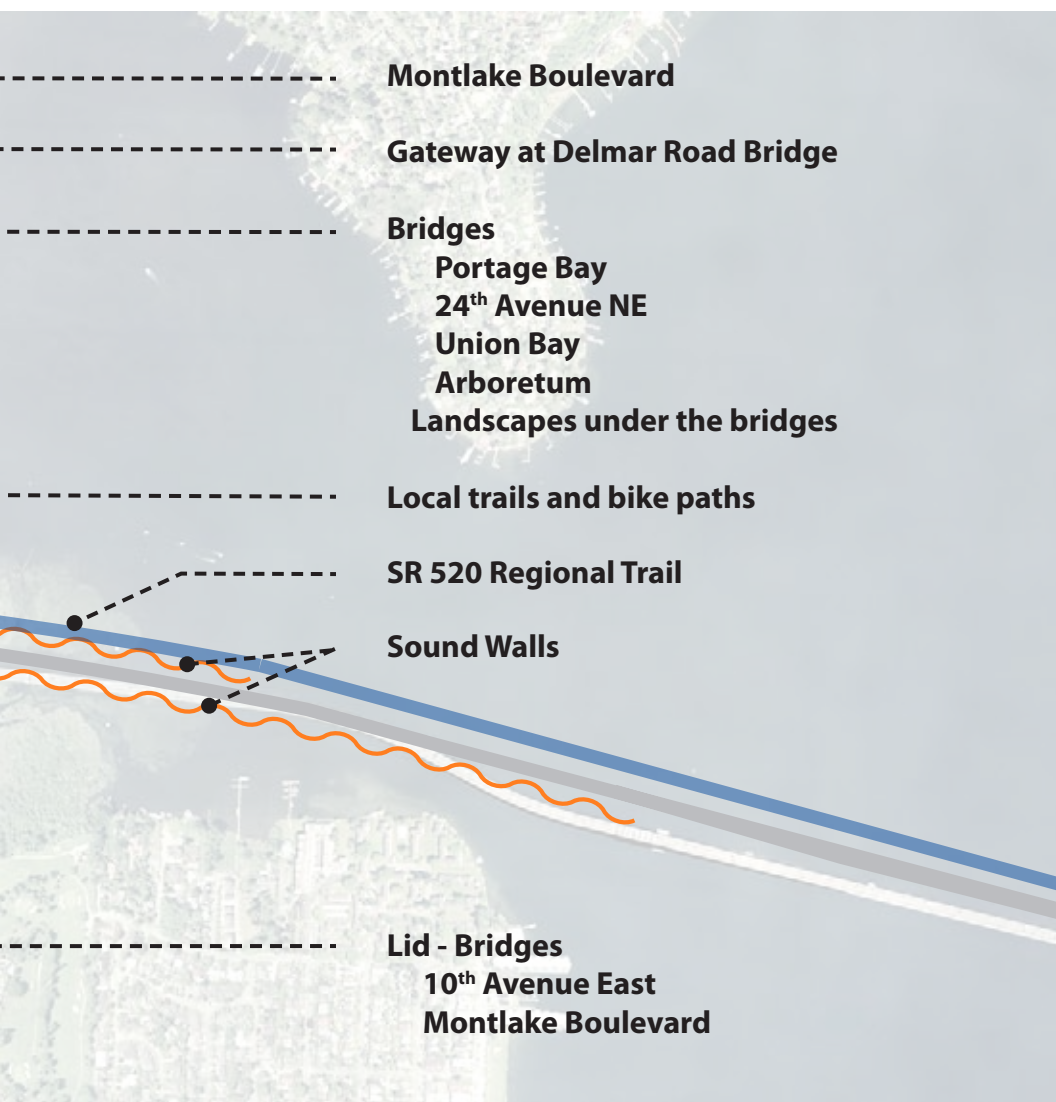 Montlake Boulevard
Gateway at Delmar Road Bridge
Bridges
Portage Bay
24th Avenue NE
Union Bay
Arboretum
Landscapes under the bridges
Local trails and bike paths
SR 520 Regional Trail
Sound Walls
Lid - Bridges
10th Avenue East
Montlake Boulevard